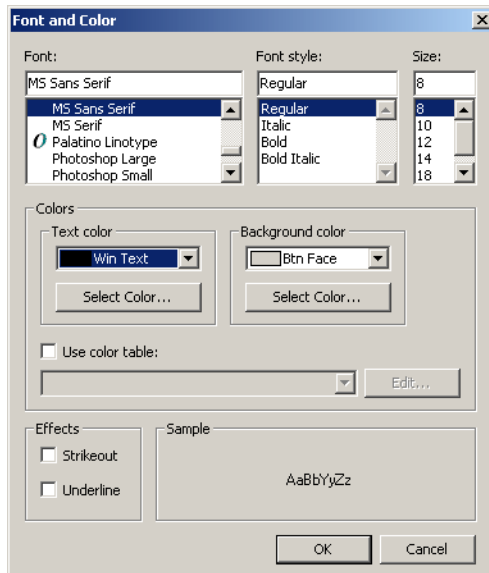 Font and Color
Font: Font style: Size:
MS Sans Serif Regular 8
MS Sans Serif Regular 8
MS Serif Italic 10
O Palatino Linotype Bold 12
Photoshop Large Bold Italic 14
Photoshop Small 18
Colors
Text color Background color
Win Text Btn Face
Select Color... Select Color...
Use color table:
Edit...
Effects Sample
Strikeout
AaBbYyZz
Underline
OK Cancel